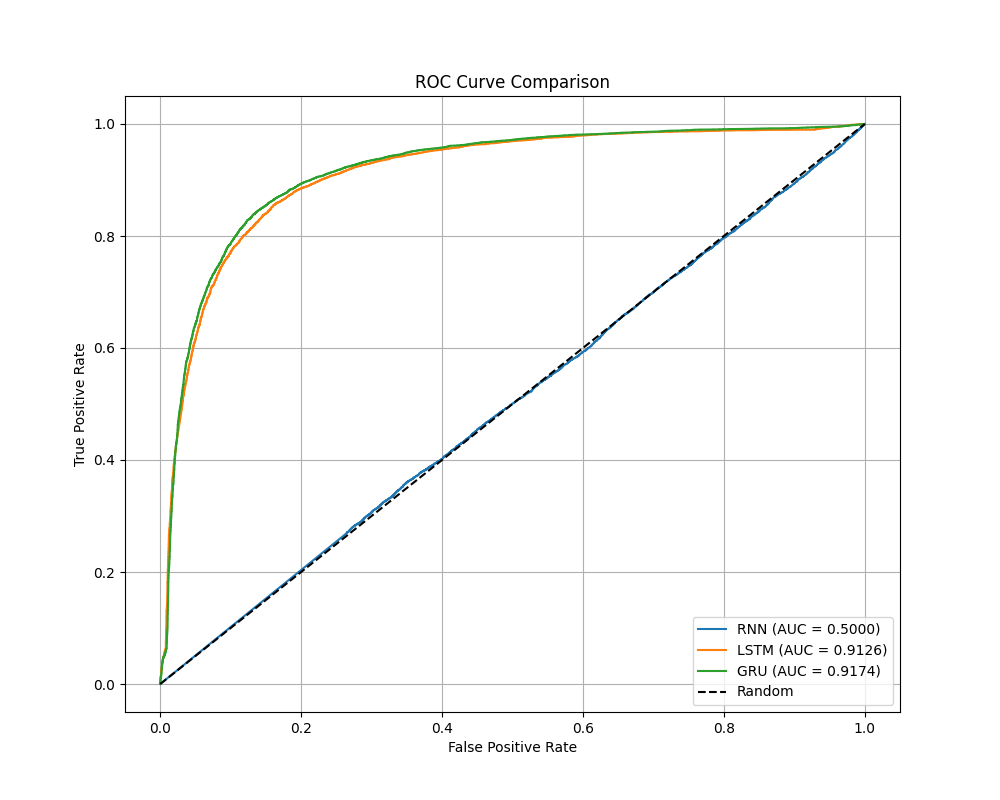 ROC Curve Comparison
True Positive Rate
1.0
0.8
0.6
0.4
0.2
0.0
0.0 0.2 0.4 0.6 0.8 1.0
False Positive Rate
RNN (AUC = 0.5000)
LSTM (AUC = 0.9126)
GRU (AUC = 0.9174)
Random